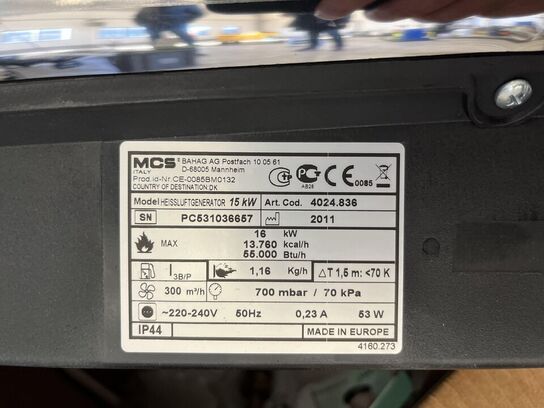 MCS BAHAG AG Postfach 10 05 61
ITALY D-68005 Mannheim
Prod.Id-Nr.CE-0085BM0132
COUNTRY OF DESTINATION:DK
AB28
CE 0085
Model HEISSLUFTGENERATOR 15 kW Art. Cod. 4024.836
SN PC531036657 2011
16 kW
MAX 13.760 kcal/h
55.000 Btu/h
I3B/P 1,16 Kg/h △T 1,5 m: <70 K
300 m³/h 700 mbar / 70 kPa
~220-240V 50Hz 0,23 A 53 W
IP44 MADE IN EUROPE
4160.273